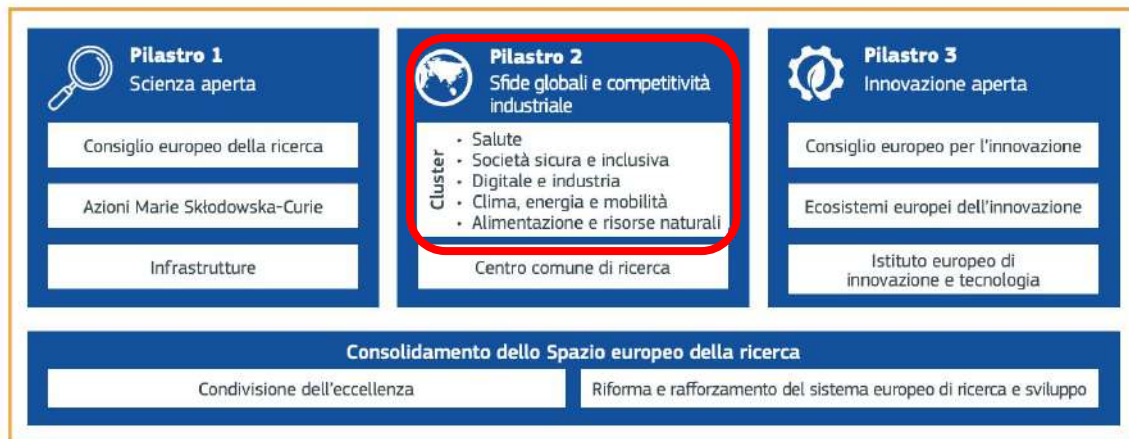 Pilastro 1
Scienza aperta
Consiglio europeo della ricerca
Azioni Marie Skłodowska-Curie
Infrastrutture
Pilastro 2
Sfide globali e competitività
industriale
Cluster
• Salute
• Società sicura e inclusiva
• Digitale e industria
• Clima, energia e mobilità
• Alimentazione e risorse naturali
Centro comune di ricerca
Pilastro 3
Innovazione aperta
Consiglio europeo per l'innovazione
Ecosistemi europei dell'innovazione
Istituto europeo di
innovazione e tecnologia
Consolidamento dello Spazio europeo della ricerca
Condivisione dell'eccellenza
Riforma e rafforzamento del sistema europeo di ricerca e sviluppo